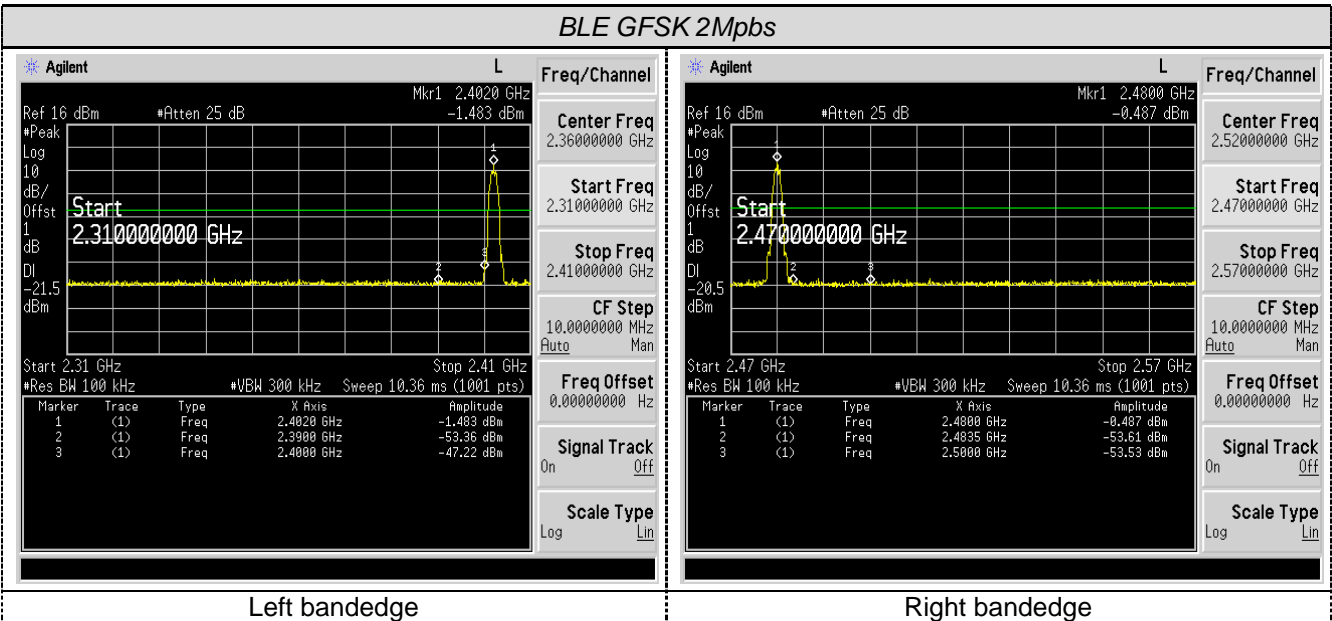 BLE GFSK 2Mpbs
Agilent L
Mkr1 2.4020 GHz
Ref 16 dBm #Atten 25 dB -1.483 dBm
#Peak
Log
10
dB/
Offst
1
dB
DI
-21.5
dBm
1
2
3
Start
2.310000000 GHz
Start 2.31 GHz Stop 2.41 GHz
#Res BW 100 kHz #VBW 300 kHz Sweep 10.36 ms (1001 pts)
Marker Trace Type X Axis Amplitude
1 (1) Freq 2.4020 GHz -1.483 dBm
2 (1) Freq 2.3900 GHz -53.36 dBm
3 (1) Freq 2.4000 GHz -47.22 dBm
Freq/Channel
Center Freq
2.36000000 GHz
Start Freq
2.31000000 GHz
Stop Freq
2.41000000 GHz
CF Step
10.0000000 MHz
Auto Man
Freq Offset
0.00000000 Hz
Signal Track
On Off
Scale Type
Log Lin
Agilent L
Mkr1 2.4800 GHz
Ref 16 dBm #Atten 25 dB -0.487 dBm
#Peak
Log
10
dB/
Offst
1
dB
DI
-20.5
dBm
1
2
3
Start
2.470000000 GHz
Start 2.47 GHz Stop 2.57 GHz
#Res BW 100 kHz #VBW 300 kHz Sweep 10.36 ms (1001 pts)
Marker Trace Type X Axis Amplitude
1 (1) Freq 2.4800 GHz -0.487 dBm
2 (1) Freq 2.4835 GHz -53.61 dBm
3 (1) Freq 2.5000 GHz -53.53 dBm
Freq/Channel
Center Freq
2.52000000 GHz
Start Freq
2.47000000 GHz
Stop Freq
2.57000000 GHz
CF Step
10.0000000 MHz
Auto Man
Freq Offset
0.00000000 Hz
Signal Track
On Off
Scale Type
Log Lin
Left bandedge
Right bandedge